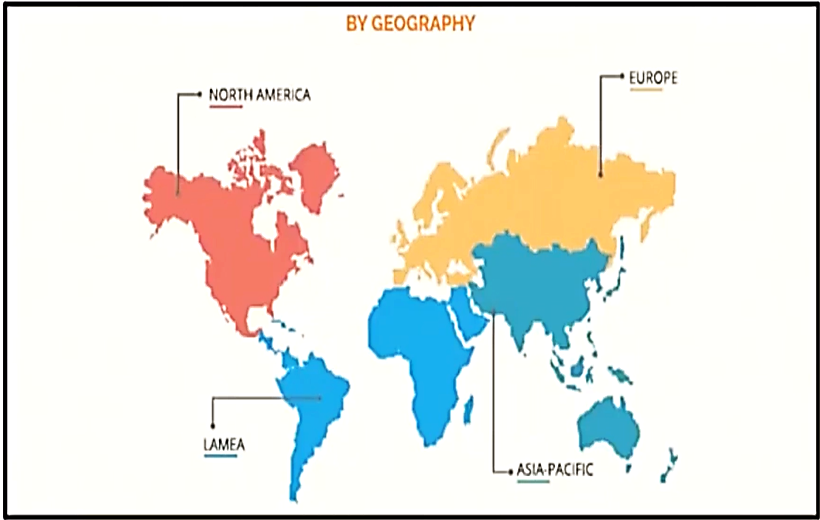 BY GEOGRAPHY
NORTH AMERICA
EUROPE
LAMEA
ASIA-PACIFIC